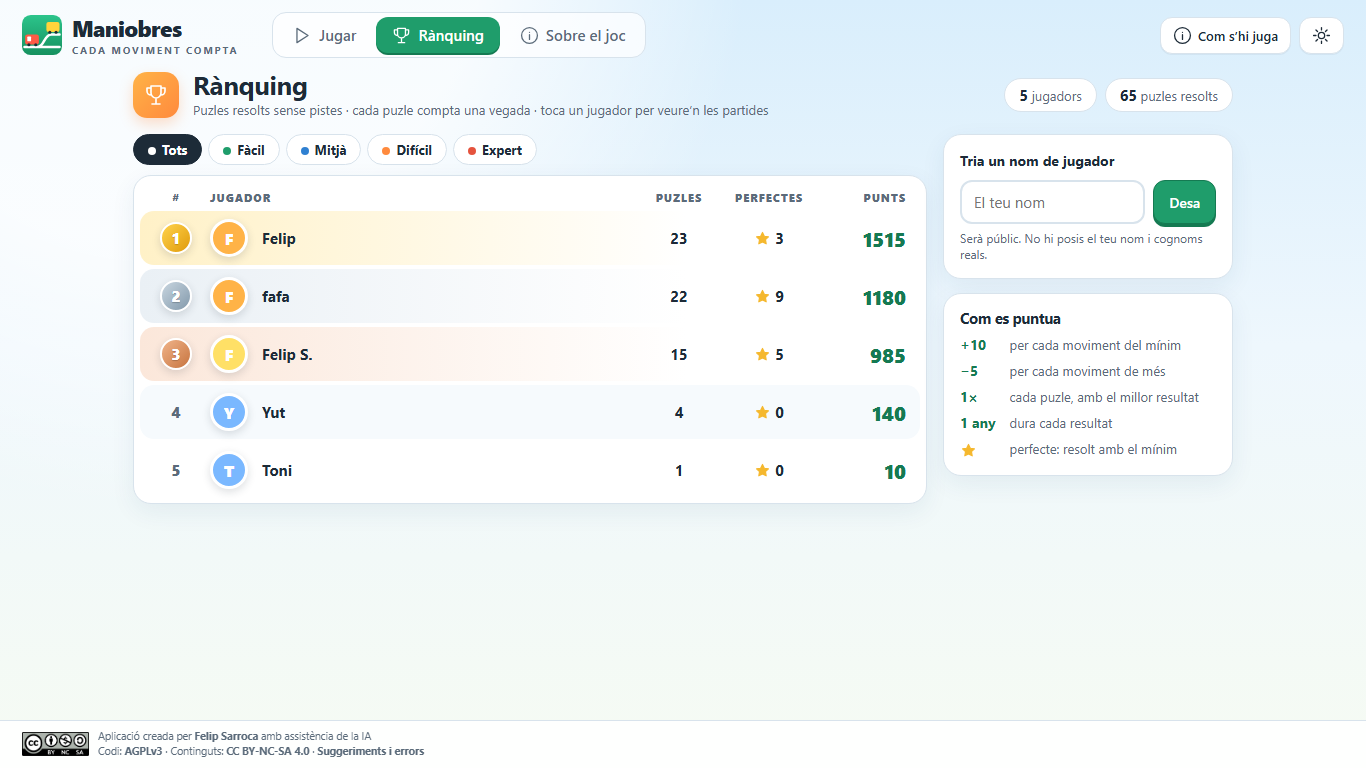 Maniobres
CADA MOVIMENT COMPTA
Jugar
Rànquing
Sobre el joc
Com s'hi juga
Rànquing
Puzles resolts sense pistes · cada puzle compta una vegada · toca un jugador per veure'n les partides
5 jugadors
65 puzles resolts
Tots
Fàcil
Mitjà
Difícil
Expert
# JUGADOR PUZLES PERFECTES PUNTS
1 F Felip 23 3 1515
2 F fafa 22 9 1180
3 F Felip S. 15 5 985
4 Y Yut 4 0 140
5 T Toni 1 0 10
Tria un nom de jugador
El teu nom
Desa
Serà públic. No hi posis el teu nom i cognoms
reals.
Com es puntua
+10 per cada moviment del mínim
−5 per cada moviment de més
1× cada puzle, amb el millor resultat
1 any dura cada resultat
perfecte: resolt amb el mínim
cc BY NC SA
Aplicació creada per Felip Sarroca amb assistència de la IA
Codi: AGPLv3 · Continguts: CC BY-NC-SA 4.0 · Suggeriments i errors